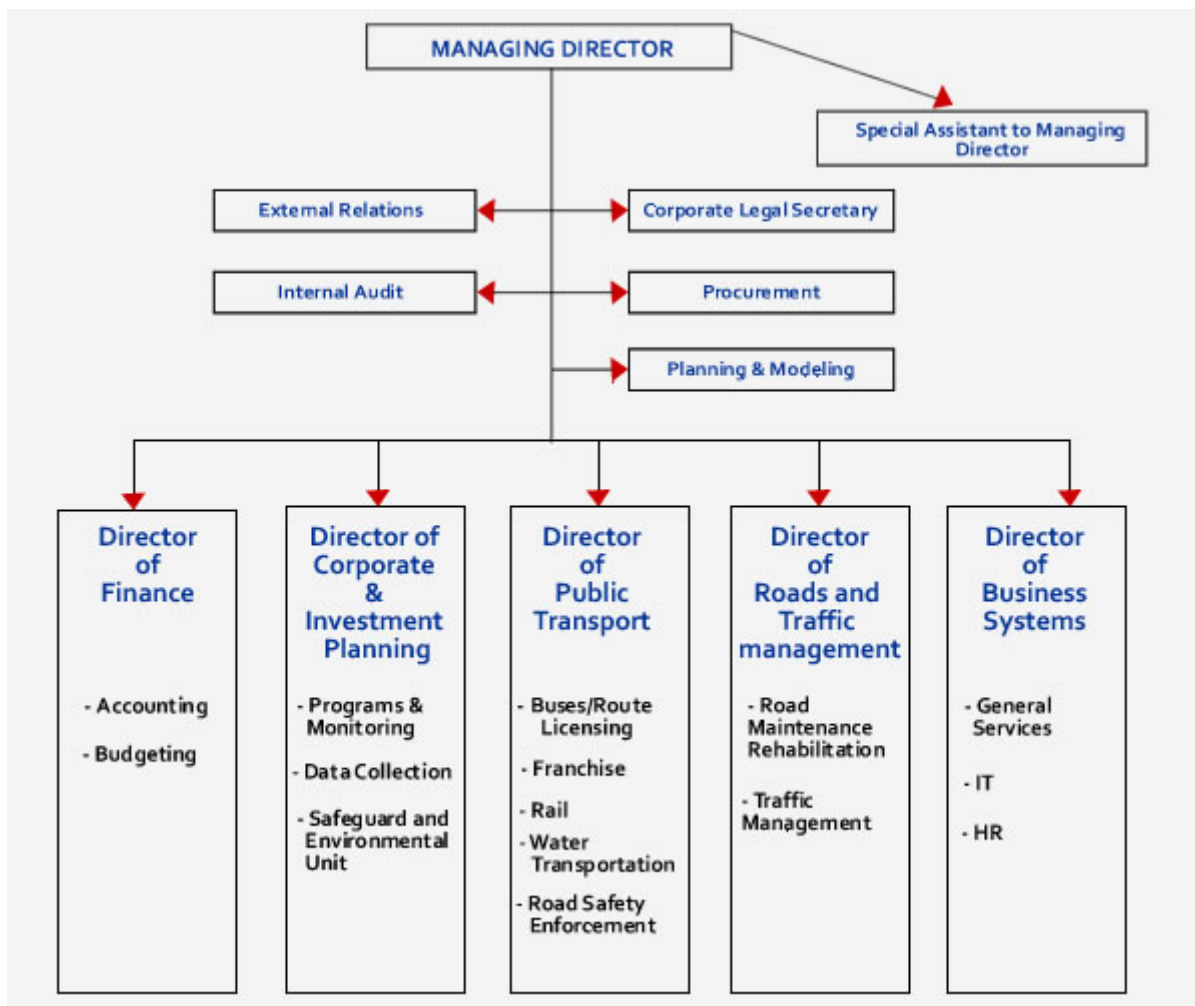 MANAGING DIRECTOR
Special Assistant to Managing
Director
External Relations
Corporate Legal Secretary
Internal Audit
Procurement
Planning & Modeling
Director
of
Finance
- Accounting
- Budgeting
Director of
Corporate
&
Investment
Planning
- Programs &
Monitoring
- Data Collection
- Safeguard and
Environmental
Unit
Director
of
Public
Transport
- Buses/Route
Licensing
- Franchise
- Rail
- Water
Transportation
- Road Safety
Enforcement
Director
of
Roads and
Traffic
management
- Road
Maintenance
Rehabilitation
- Traffic
Management
Director
of
Business
Systems
- General
Services
- IT
- HR